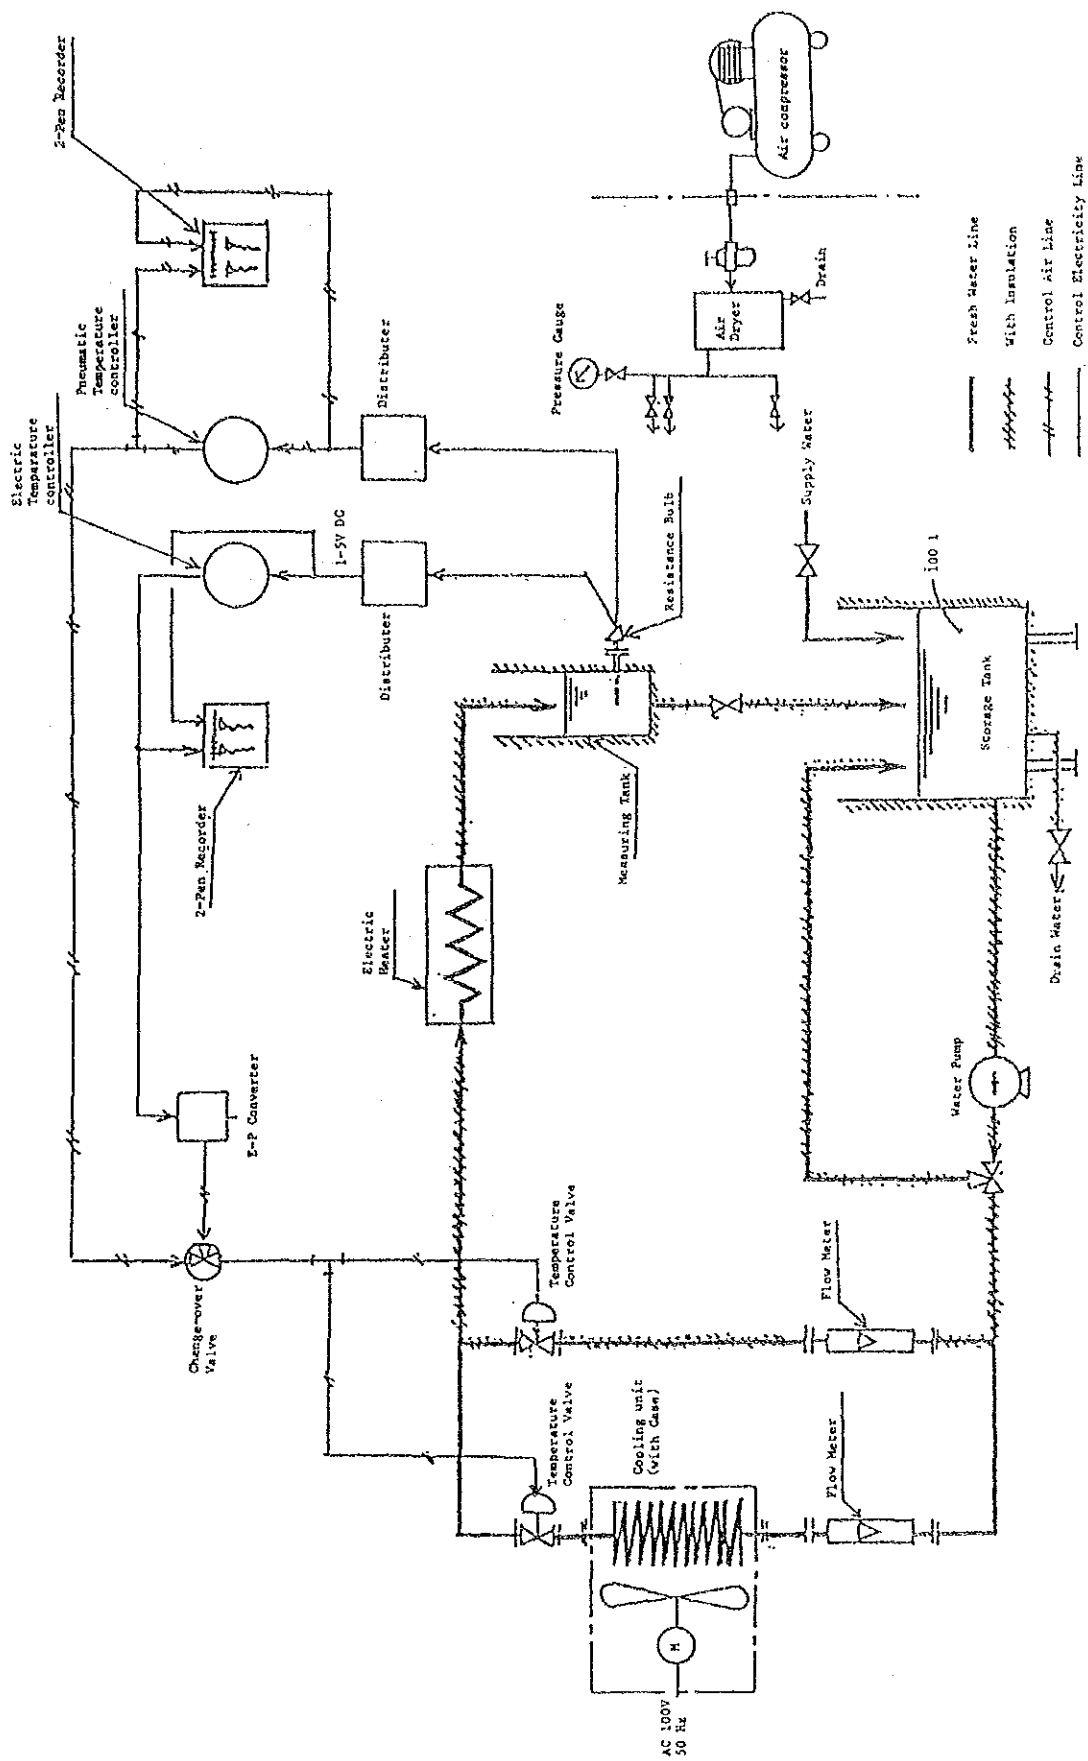 2-Pen Recorder
Pneumatic
Temperature
controller
Electric
Temparature
controller
Distributer
1-5V DC
Distributer
2-Pen Recorder
E-P Converter
Change-over
Valve
Electric
Heater
Measuring Tank
Resistance Bulb
Temperature
Control Valve
Temperature
Control Valve
Cooling unit
(with Case)
M
AC 100V
50 Hz
Flow Meter
Flow Meter
Water Pump
Storage Tank
100 l
Supply Water
Drain Water
Pressure Gauge
Air
Dryer
Drain
Air compressor
Fresh Water Line
With Insulation
Control Air Line
Control Electricity Line